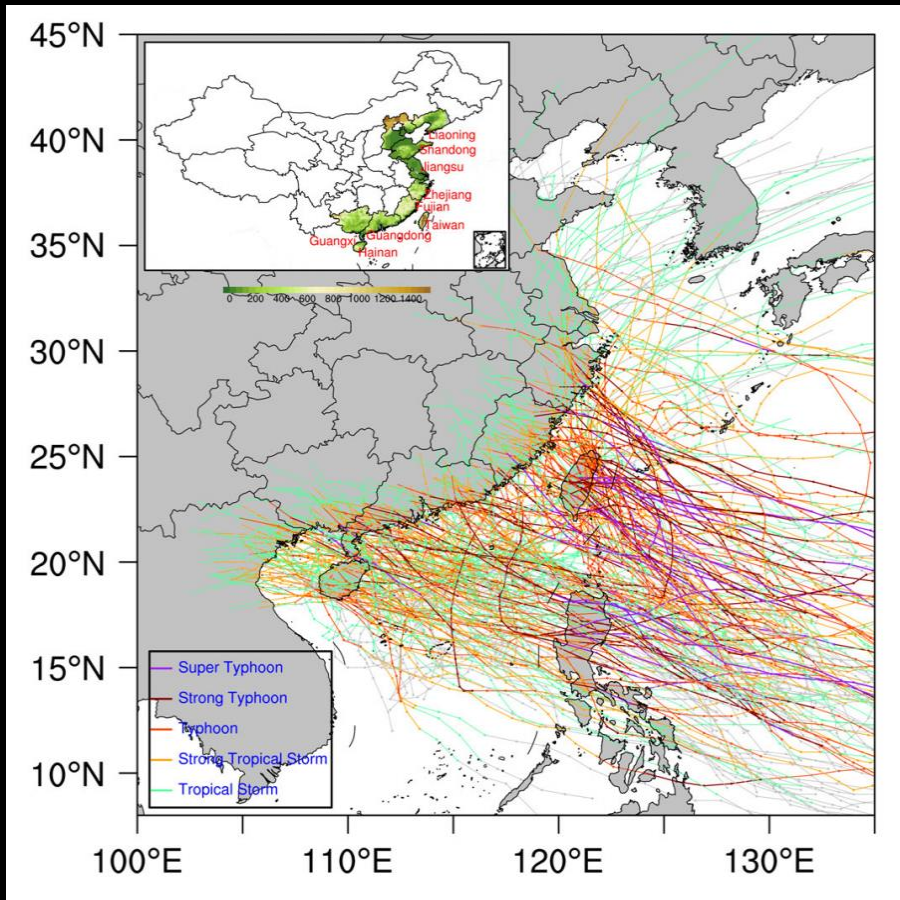 45°N
40°N
35°N
30°N
25°N
20°N
15°N
10°N
Liaoning
Shandong
Jiangsu
Zhejiang
Fujian
Taiwan
Guangdong
Guangxi
Hainan
0 200 400 600 800 1000 1200 1400
Super Typhoon
Strong Typhoon
Typhoon
Strong Tropical Storm
Tropical Storm
100°E 110°E 120°E 130°E